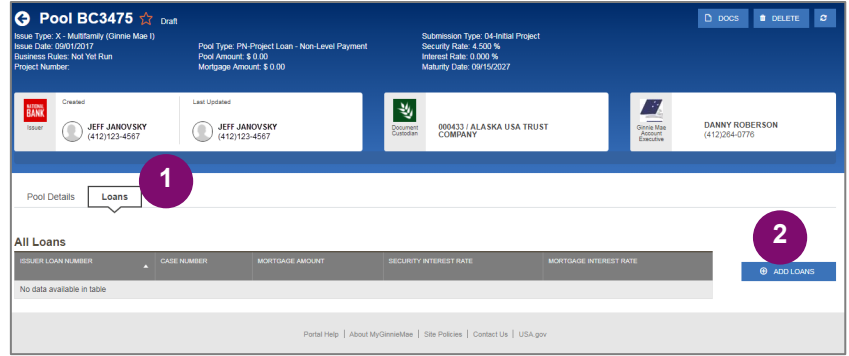 Pool BC3475 Draft
DOCS DELETE
Issue Type: X - Multifamily (Ginnie Mae I)
Submission Type: 04-Initial Project
Issue Date: 09/01/2017 Pool Type: PN-Project Loan - Non-Level Payment Security Rate: 4.500 %
Business Rules: Not Yet Run Pool Amount: $ 0.00 Interest Rate: 0.000 %
Project Number: Mortgage Amount: $ 0.00 Maturity Date: 09/15/2027
NATIONAL BANK
Issuer
Created
JEFF JANOVSKY
(412)123-4567
Last Updated
JEFF JANOVSKY
(412)123-4567
Document
Custodian
000433 / ALASKA USA TRUST
COMPANY
Ginnie Mae
Account
Executive
DANNY ROBERSON
(412)264-0776
1
Pool Details Loans
2
All Loans
ISSUER LOAN NUMBER CASE NUMBER MORTGAGE AMOUNT SECURITY INTEREST RATE MORTGAGE INTEREST RATE
ADD LOANS
No data available in table
Portal Help | About MyGinnieMae | Site Policies | Contact Us | USA.gov